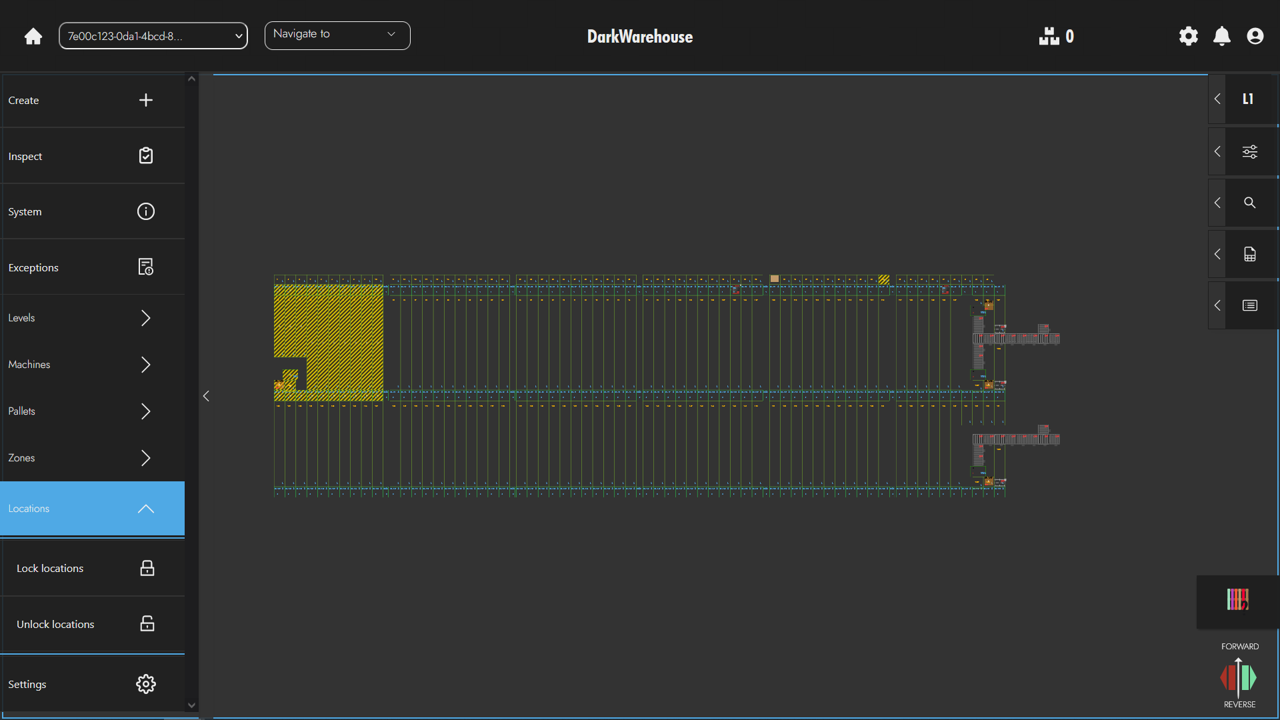 7e00c123-0da1-4bcd-8...
Navigate to
DarkWarehouse
0
Create
Inspect
System
Exceptions
Levels
Machines
Pallets
Zones
Locations
Lock locations
Unlock locations
Settings
L1
FORWARD
REVERSE